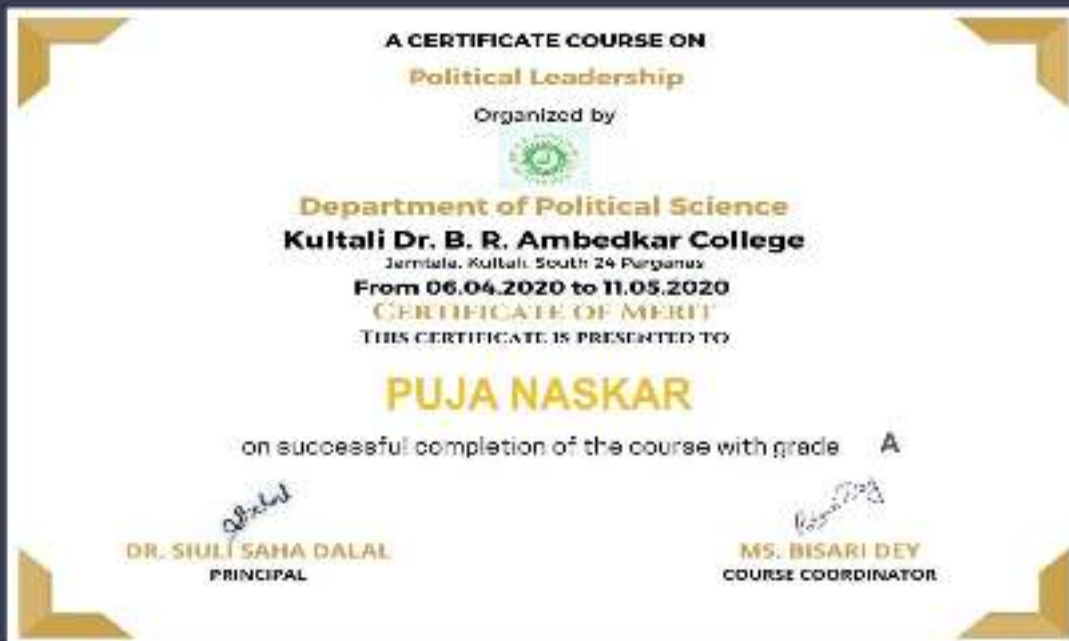 A CERTIFICATE COURSE ON
Political Leadership
Organized by
Department of Political Science
Kultali Dr. B. R. Ambedkar College
Jamtala, Kultali, South 24 Parganas
From 06.04.2020 to 11.05.2020
CERTIFICATE OF MERIT
THIS CERTIFICATE IS PRESENTED TO
PUJA NASKAR
on successful completion of the course with grade A
DR. SIULI SAHA DALAL
PRINCIPAL
MS. BISARI DEY
COURSE COORDINATOR